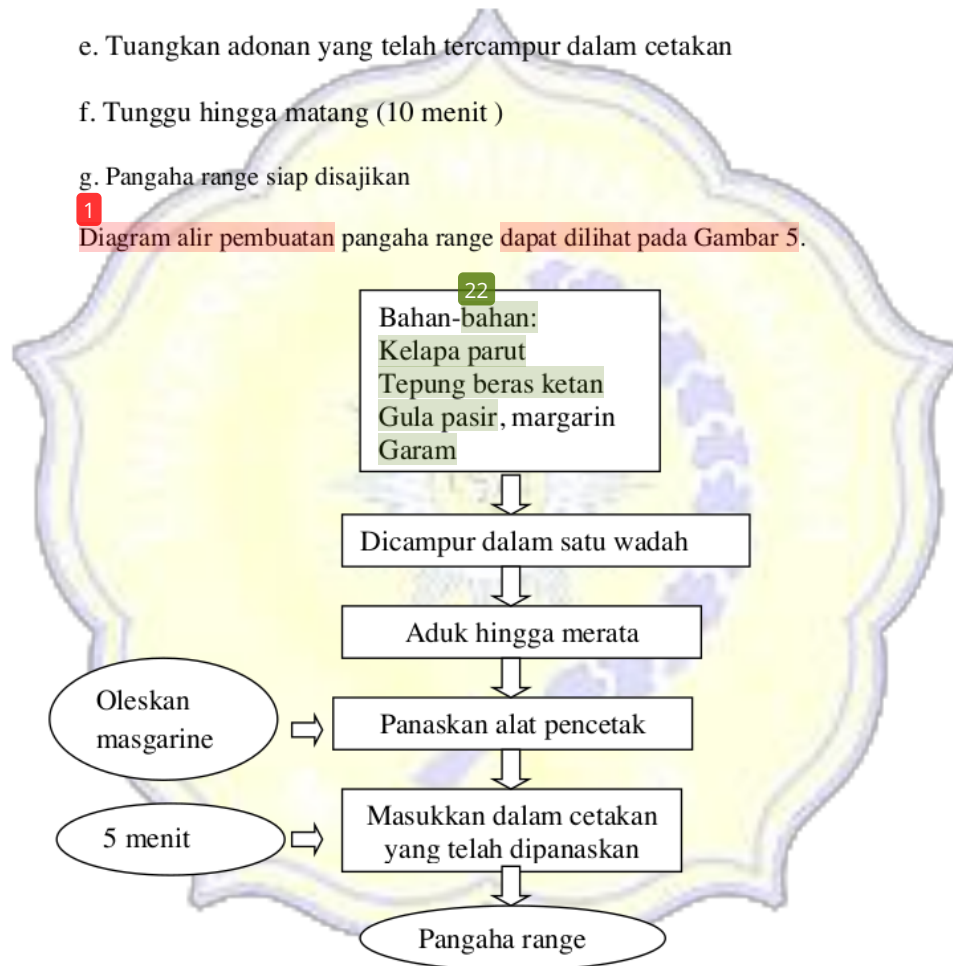 e. Tuangkan adonan yang telah tercampur dalam cetakan
f. Tunggu hingga matang (10 menit )
g. Pangaha range siap disajikan
1
Diagram alir pembuatan pangaha range dapat dilihat pada Gambar 5.
22
Bahan-bahan:
Kelapa parut
Tepung beras ketan
Gula pasir, margarin
Garam
Dicampur dalam satu wadah
Aduk hingga merata
Oleskan
masgarine
Panaskan alat pencetak
5 menit
Masukkan dalam cetakan
yang telah dipanaskan
Pangaha range